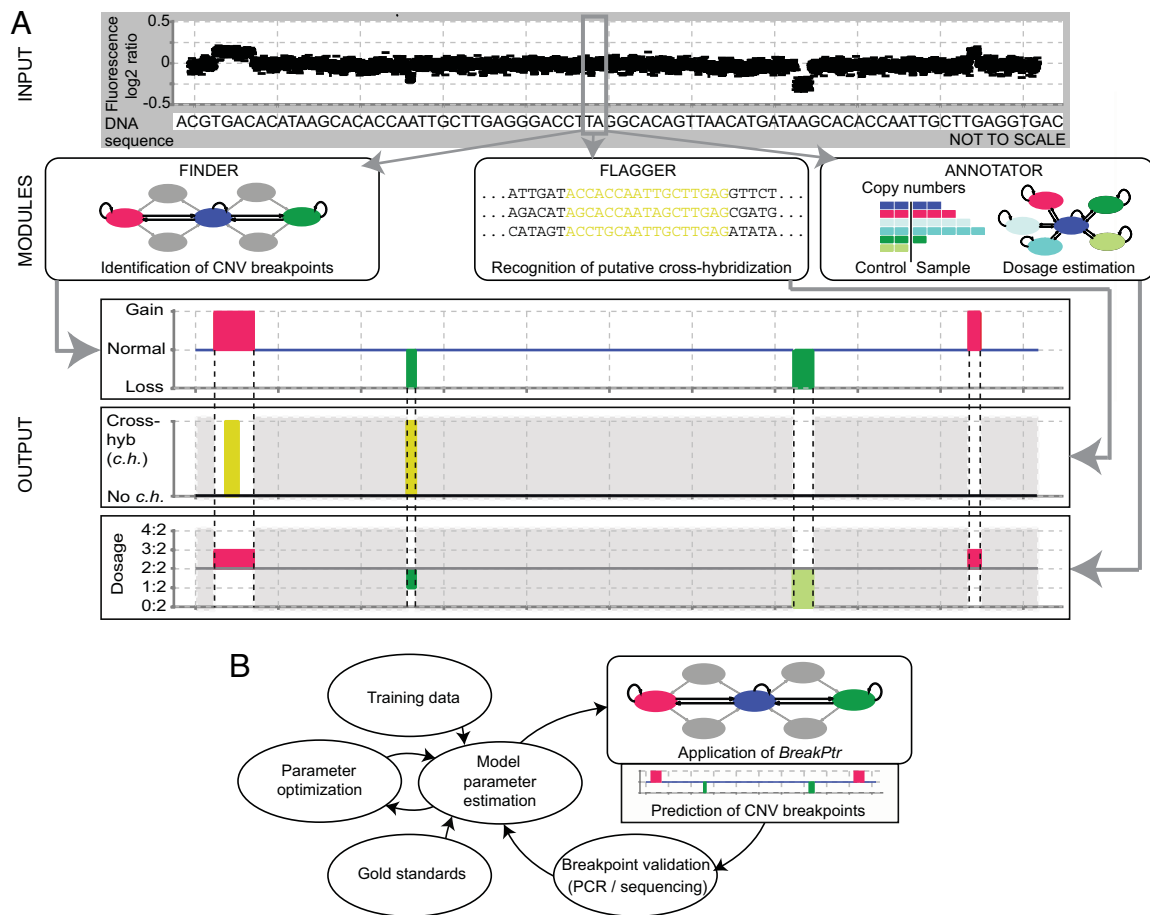 A
INPUT
Fluorescence
log2 ratio
0.5
0
-0.5
DNA
sequence
ACGTGACACATAAGCACACCAATTGCTTGAGGGACCTTAGGCACAGTTAACATGATAAGCACACCAATTGCTTGAGGTGAC
NOT TO SCALE
MODULES
FINDER
Identification of CNV breakpoints
FLAGGER
...ATTGATACCACCAATTGCTTGAGGTTCT...
...AGACATAGCACCAATAGCTTGAGCGATG...
...CATAGTACCTGCAATTGCTTGAGATATA...
Recognition of putative cross-hybridization
ANNOTATOR
Copy numbers
Control
Sample
Dosage estimation
OUTPUT
Gain
Normal
Loss
Cross-
hyb
(c.h.)
No c.h.
Dosage
4:2
3:2
2:2
1:2
0:2
B
Training data
Parameter
optimization
Model
parameter
estimation
Gold standards
Application of BreakPtr
Prediction of CNV breakpoints
Breakpoint validation
(PCR / sequencing)